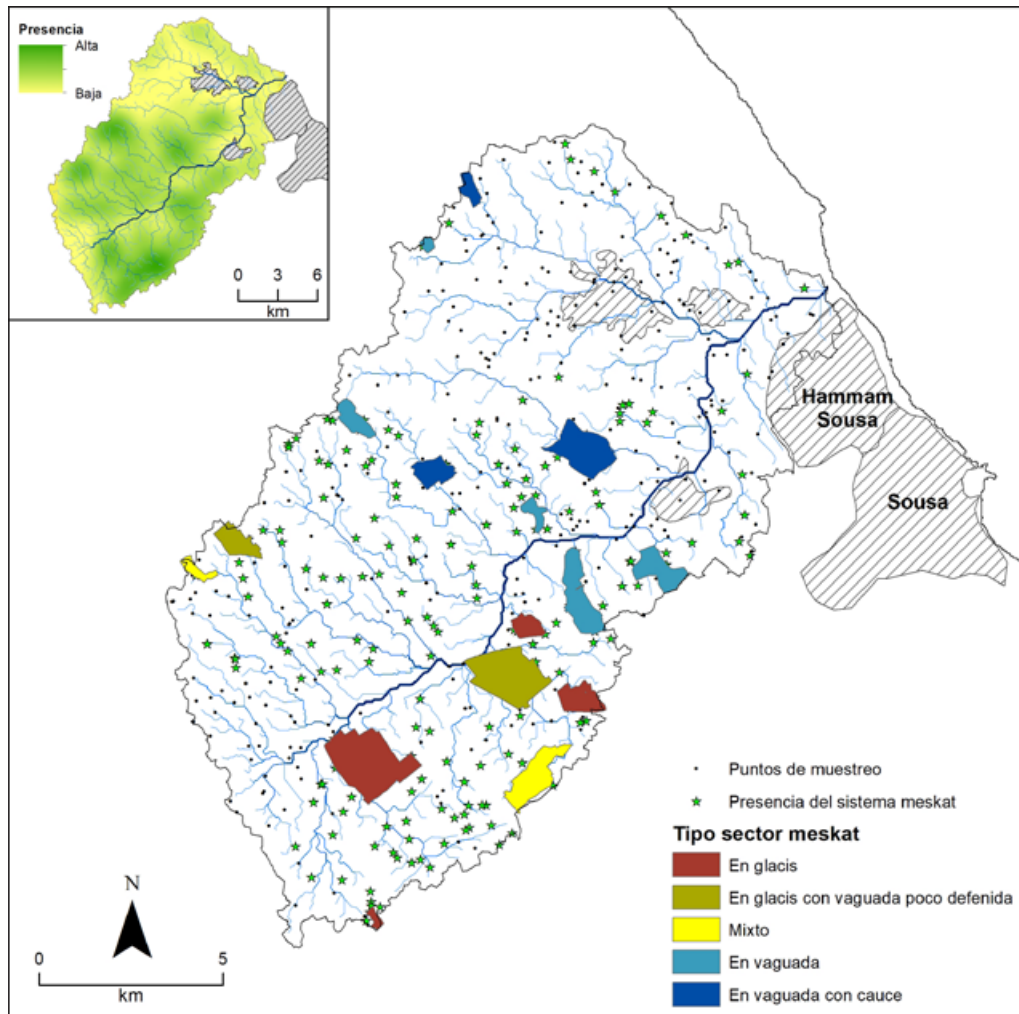 Presencia
Alta
Baja
0 3 6
km
Hammam
Sousa
Sousa
N
0 5
km
Puntos de muestreo
Presencia del sistema meskat
Tipo sector meskat
En glacis
En glacis con vaguada poco defenida
Mixto
En vaguada
En vaguada con cauce